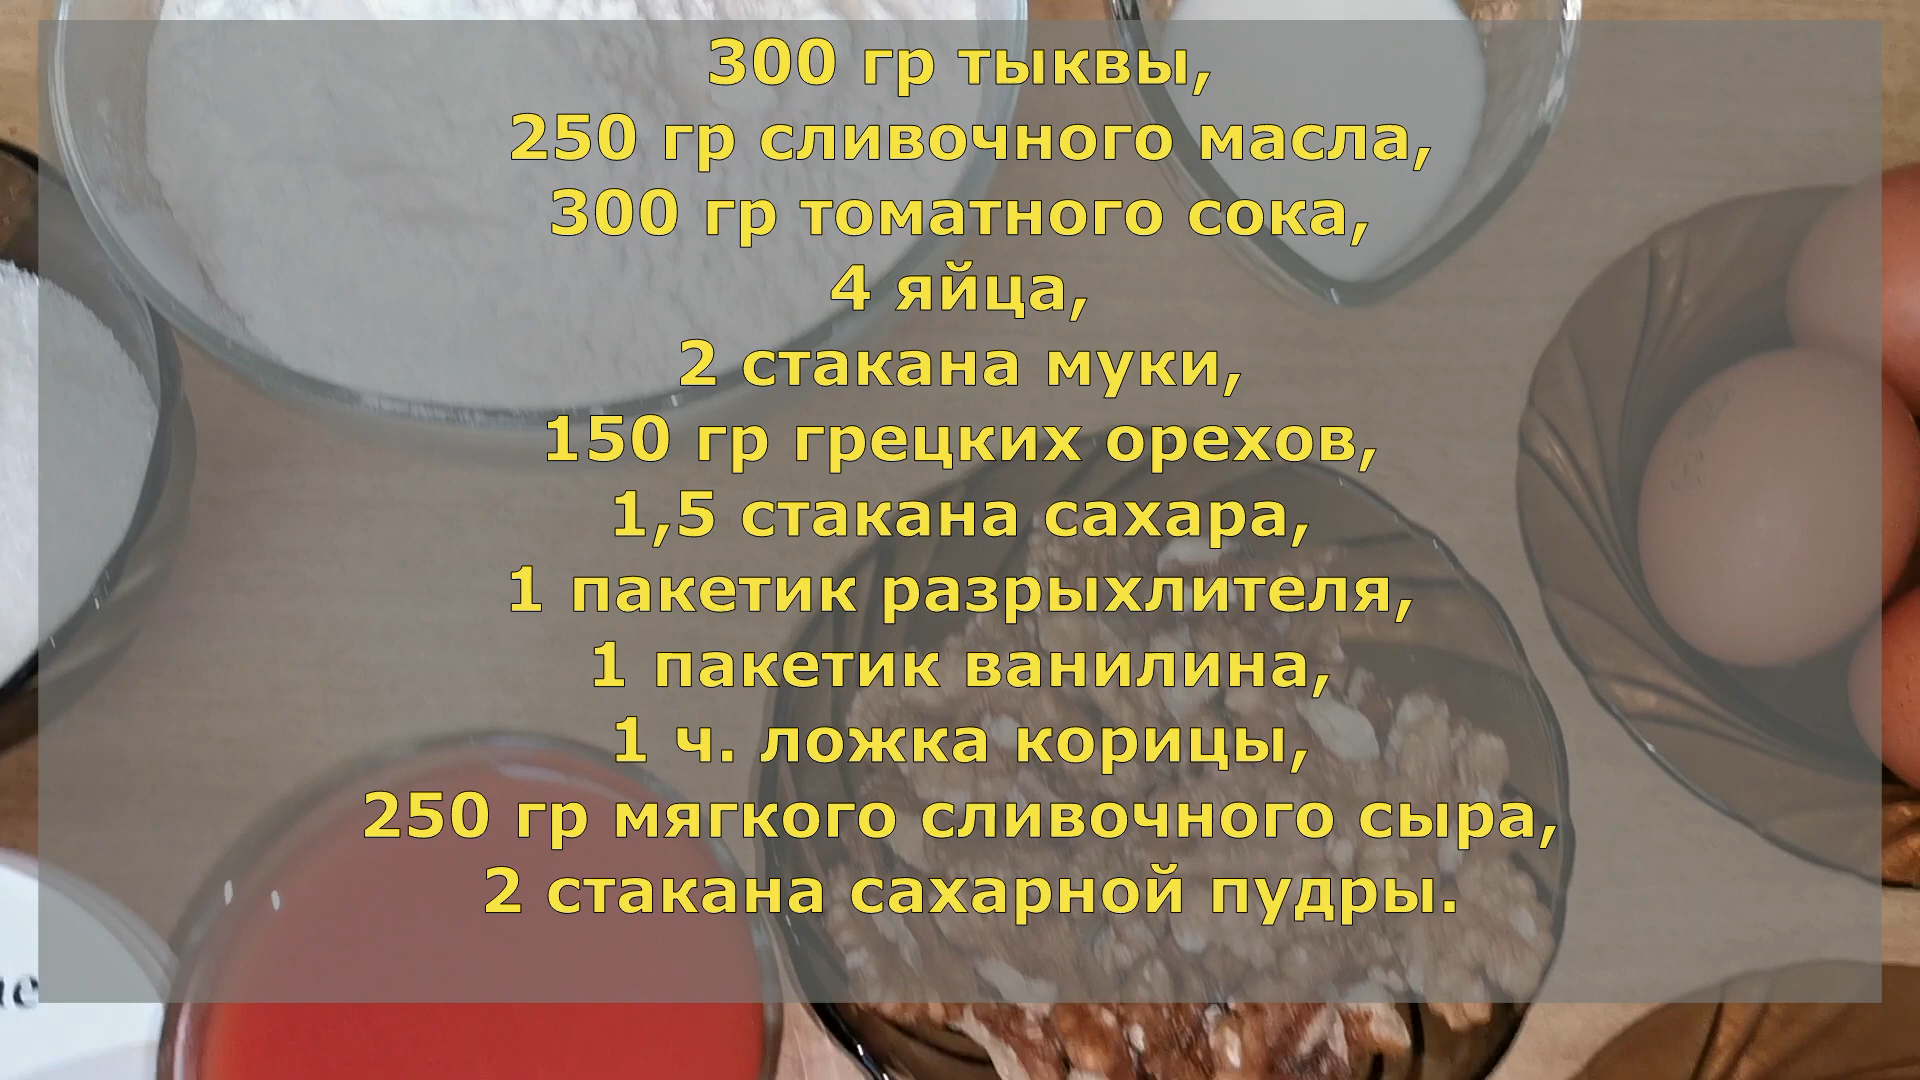 300 гр тыквы,
250 гр сливочного масла,
300 гр томатного сока,
4 яйца,
2 стакана муки,
150 гр грецких орехов,
1,5 стакана сахара,
1 пакетик разрыхлителя,
1 пакетик ванилина,
1 ч. ложка корицы,
250 гр мягкого сливочного сыра,
2 стакана сахарной пудры.